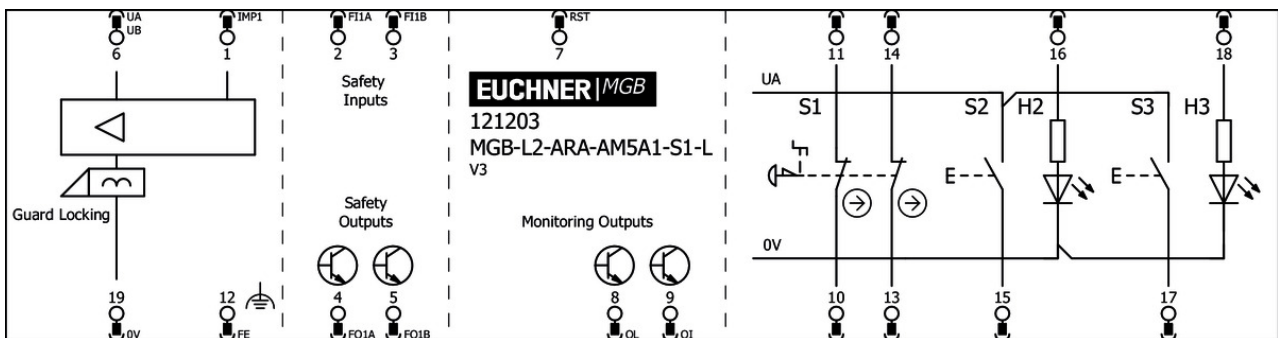 UA
UB
IMP1
FI1A
FI1B
RST
6
1
2
3
7
11
14
16
18
Safety
Inputs
EUCHNER MGB
121203
MGB-L2-ARA-AM5A1-S1-L
V3
UA
S1
S2
H2
S3
H3
E
E
Guard Locking
Safety
Outputs
Monitoring Outputs
0V
19
12
4
5
8
9
10
13
15
17
0V
FE
FO1A
FO1B
OL
OI